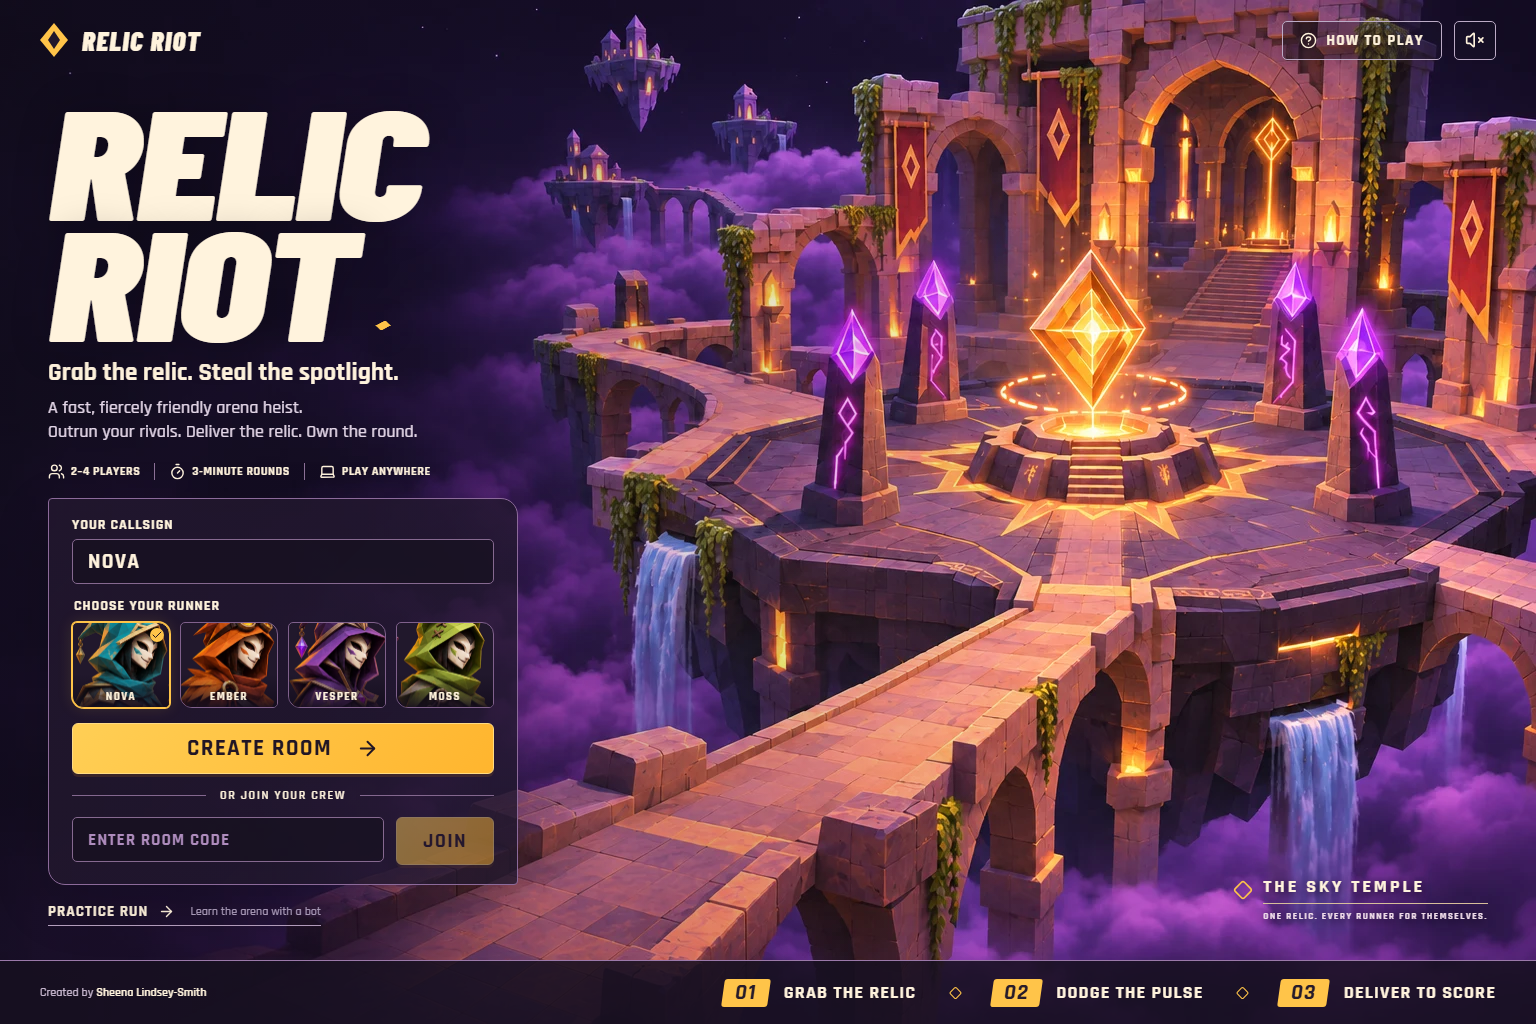 RELIC RIOT
HOW TO PLAY
RELIC
RIOT
Grab the relic. Steal the spotlight.
A fast, fiercely friendly arena heist.
Outrun your rivals. Deliver the relic. Own the round.
2–4 PLAYERS
3-MINUTE ROUNDS
PLAY ANYWHERE
YOUR CALLSIGN
NOVA
CHOOSE YOUR RUNNER
NOVA
EMBER
VESPER
MOSS
CREATE ROOM
OR JOIN YOUR CREW
ENTER ROOM CODE
JOIN
PRACTICE RUN
Learn the arena with a bot
THE SKY TEMPLE
ONE RELIC. EVERY RUNNER FOR THEMSELVES.
Created by Sheena Lindsey-Smith
01 GRAB THE RELIC
02 DODGE THE PULSE
03 DELIVER TO SCORE